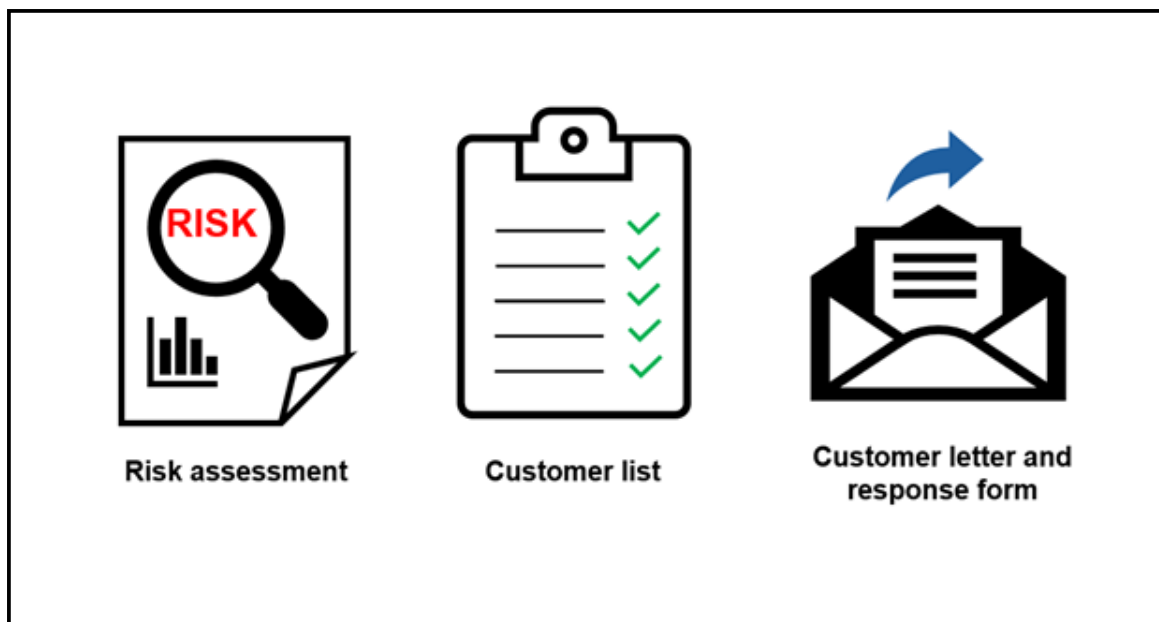 RISK
Risk assessment
Customer list
Customer letter and
response form